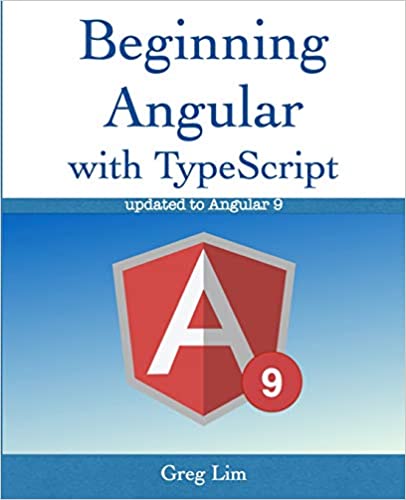 Beginning
Angular
with TypeScript
updated to Angular 9
A
9
Greg Lim